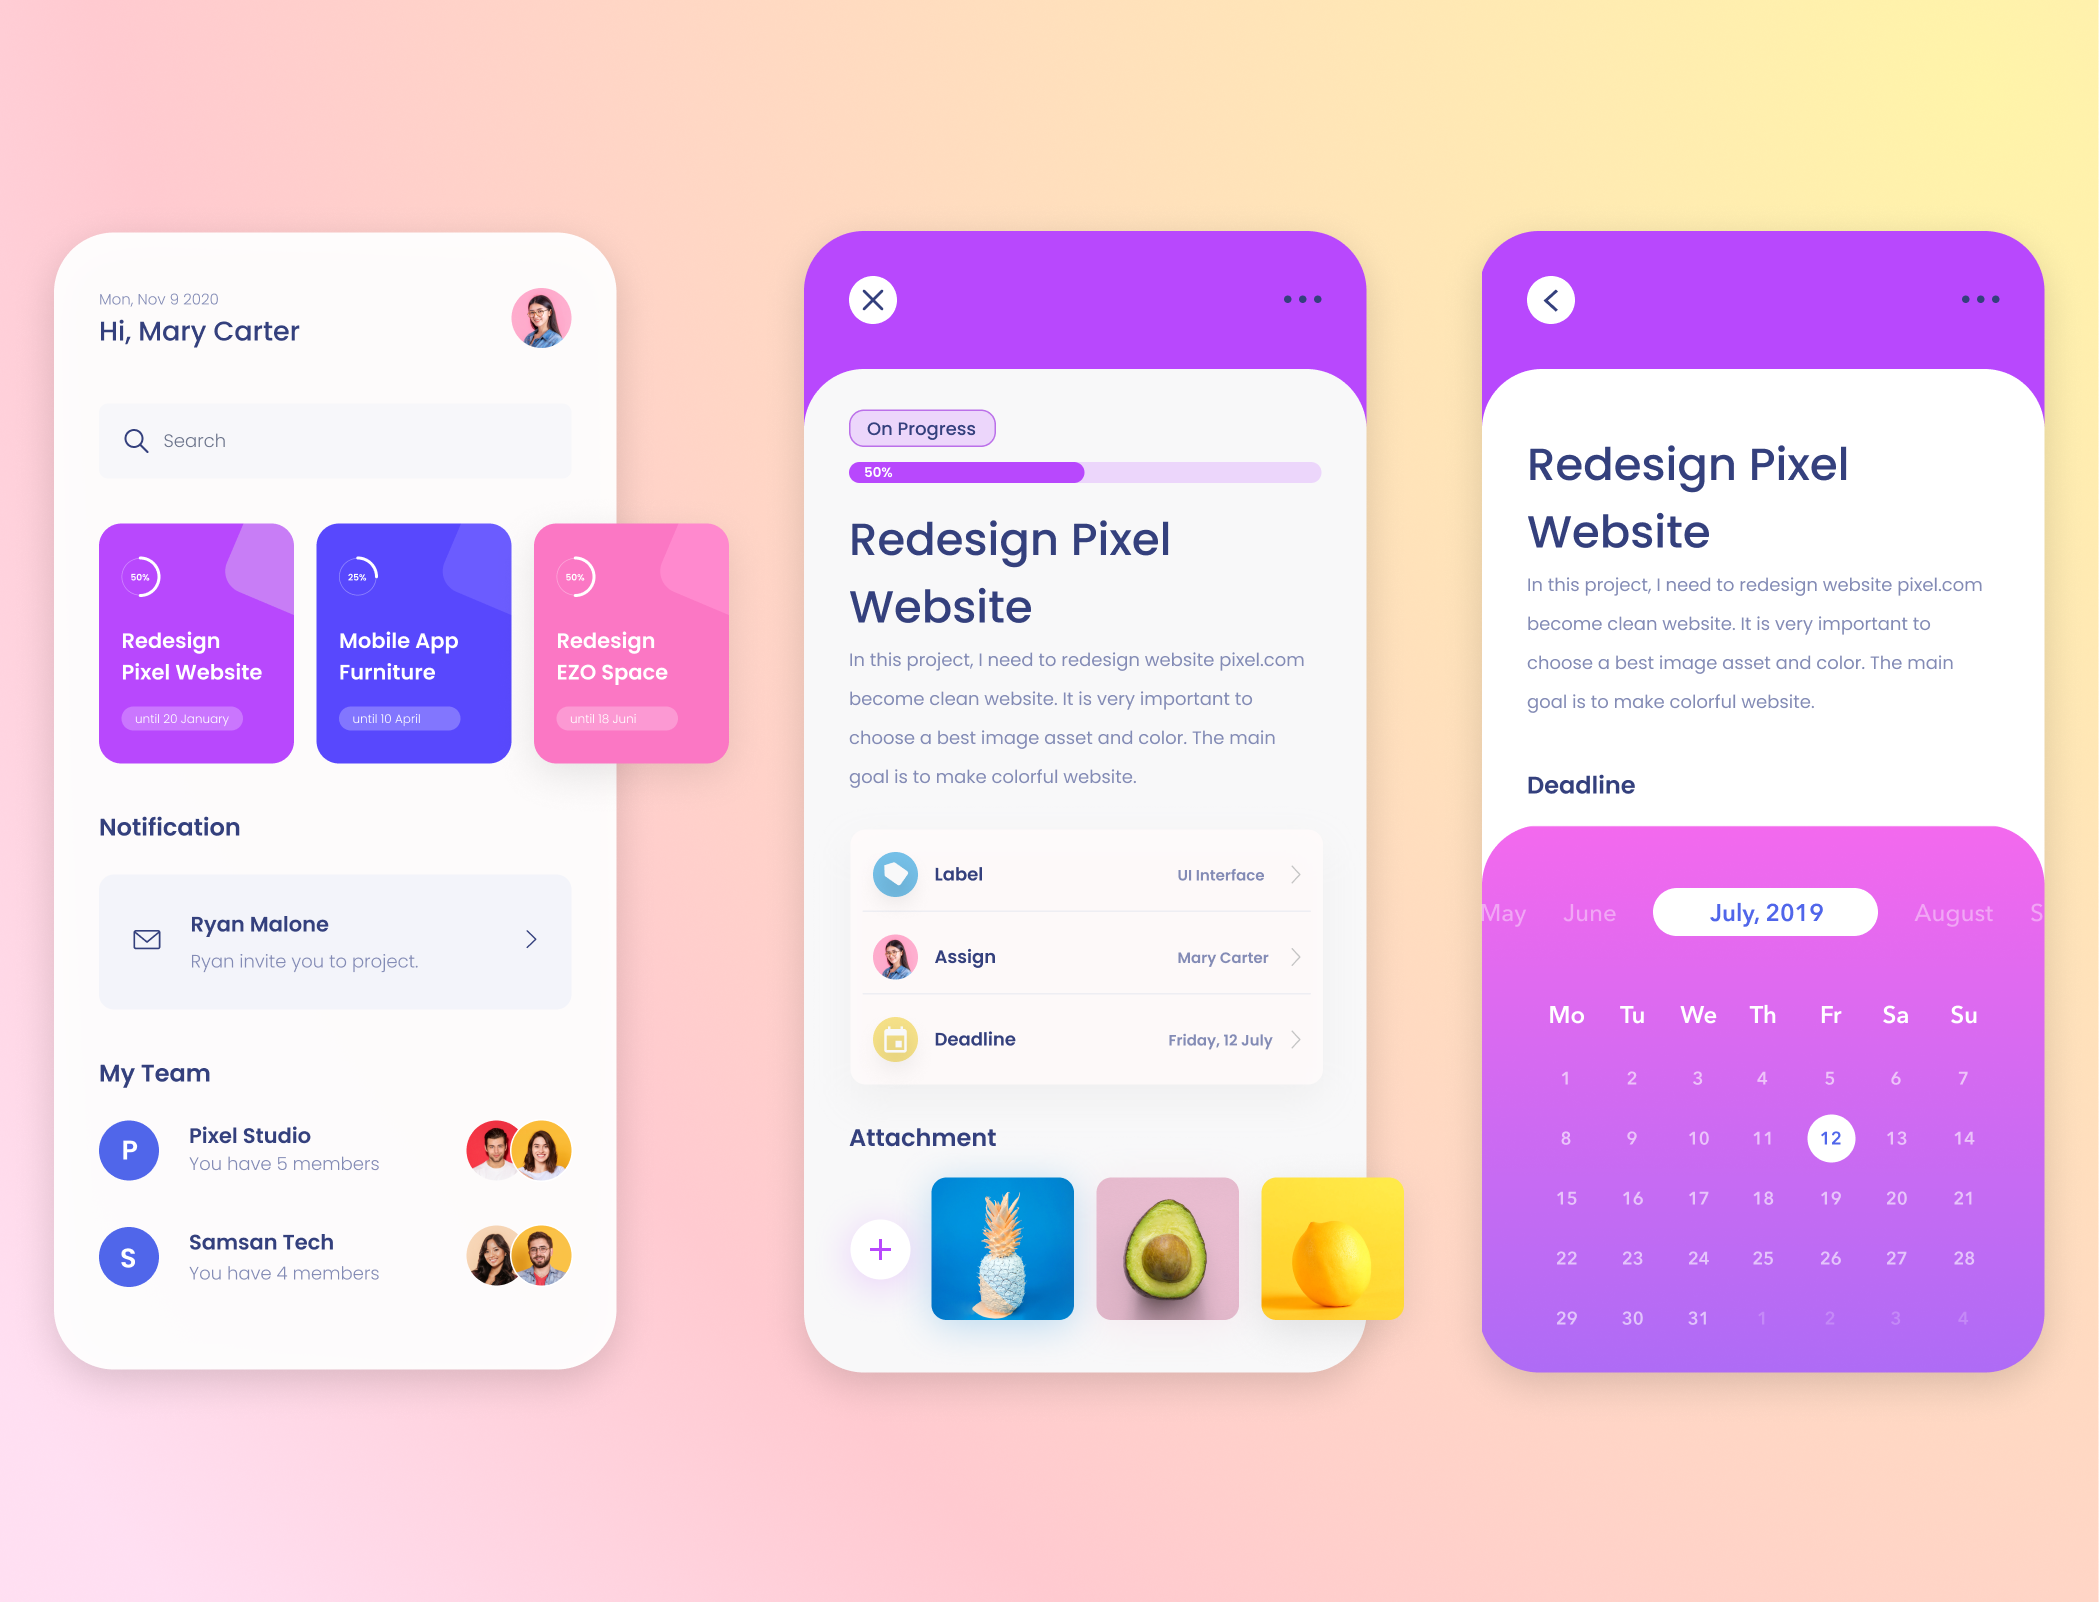 Mon, Nov 9 2020
Hi, Mary Carter
Search
50%
Redesign
Pixel Website
until 20 January
25%
Mobile App
Furniture
until 10 April
50%
Redesign
EZO Space
until 18 Juni
Notification
Ryan Malone
Ryan invite you to project.
My Team
P
Pixel Studio
You have 5 members
S
Samsan Tech
You have 4 members
On Progress
50%
Redesign Pixel
Website
In this project, I need to redesign website pixel.com
become clean website. It is very important to
choose a best image asset and color. The main
goal is to make colorful website.
Label UI Interface
Assign Mary Carter
Deadline Friday, 12 July
Attachment
Redesign Pixel
Website
In this project, I need to redesign website pixel.com
become clean website. It is very important to
choose a best image asset and color. The main
goal is to make colorful website.
Deadline
May June July, 2019 August S
Mo Tu We Th Fr Sa Su
1 2 3 4 5 6 7
8 9 10 11 12 13 14
15 16 17 18 19 20 21
22 23 24 25 26 27 28
29 30 31 1 2 3 4